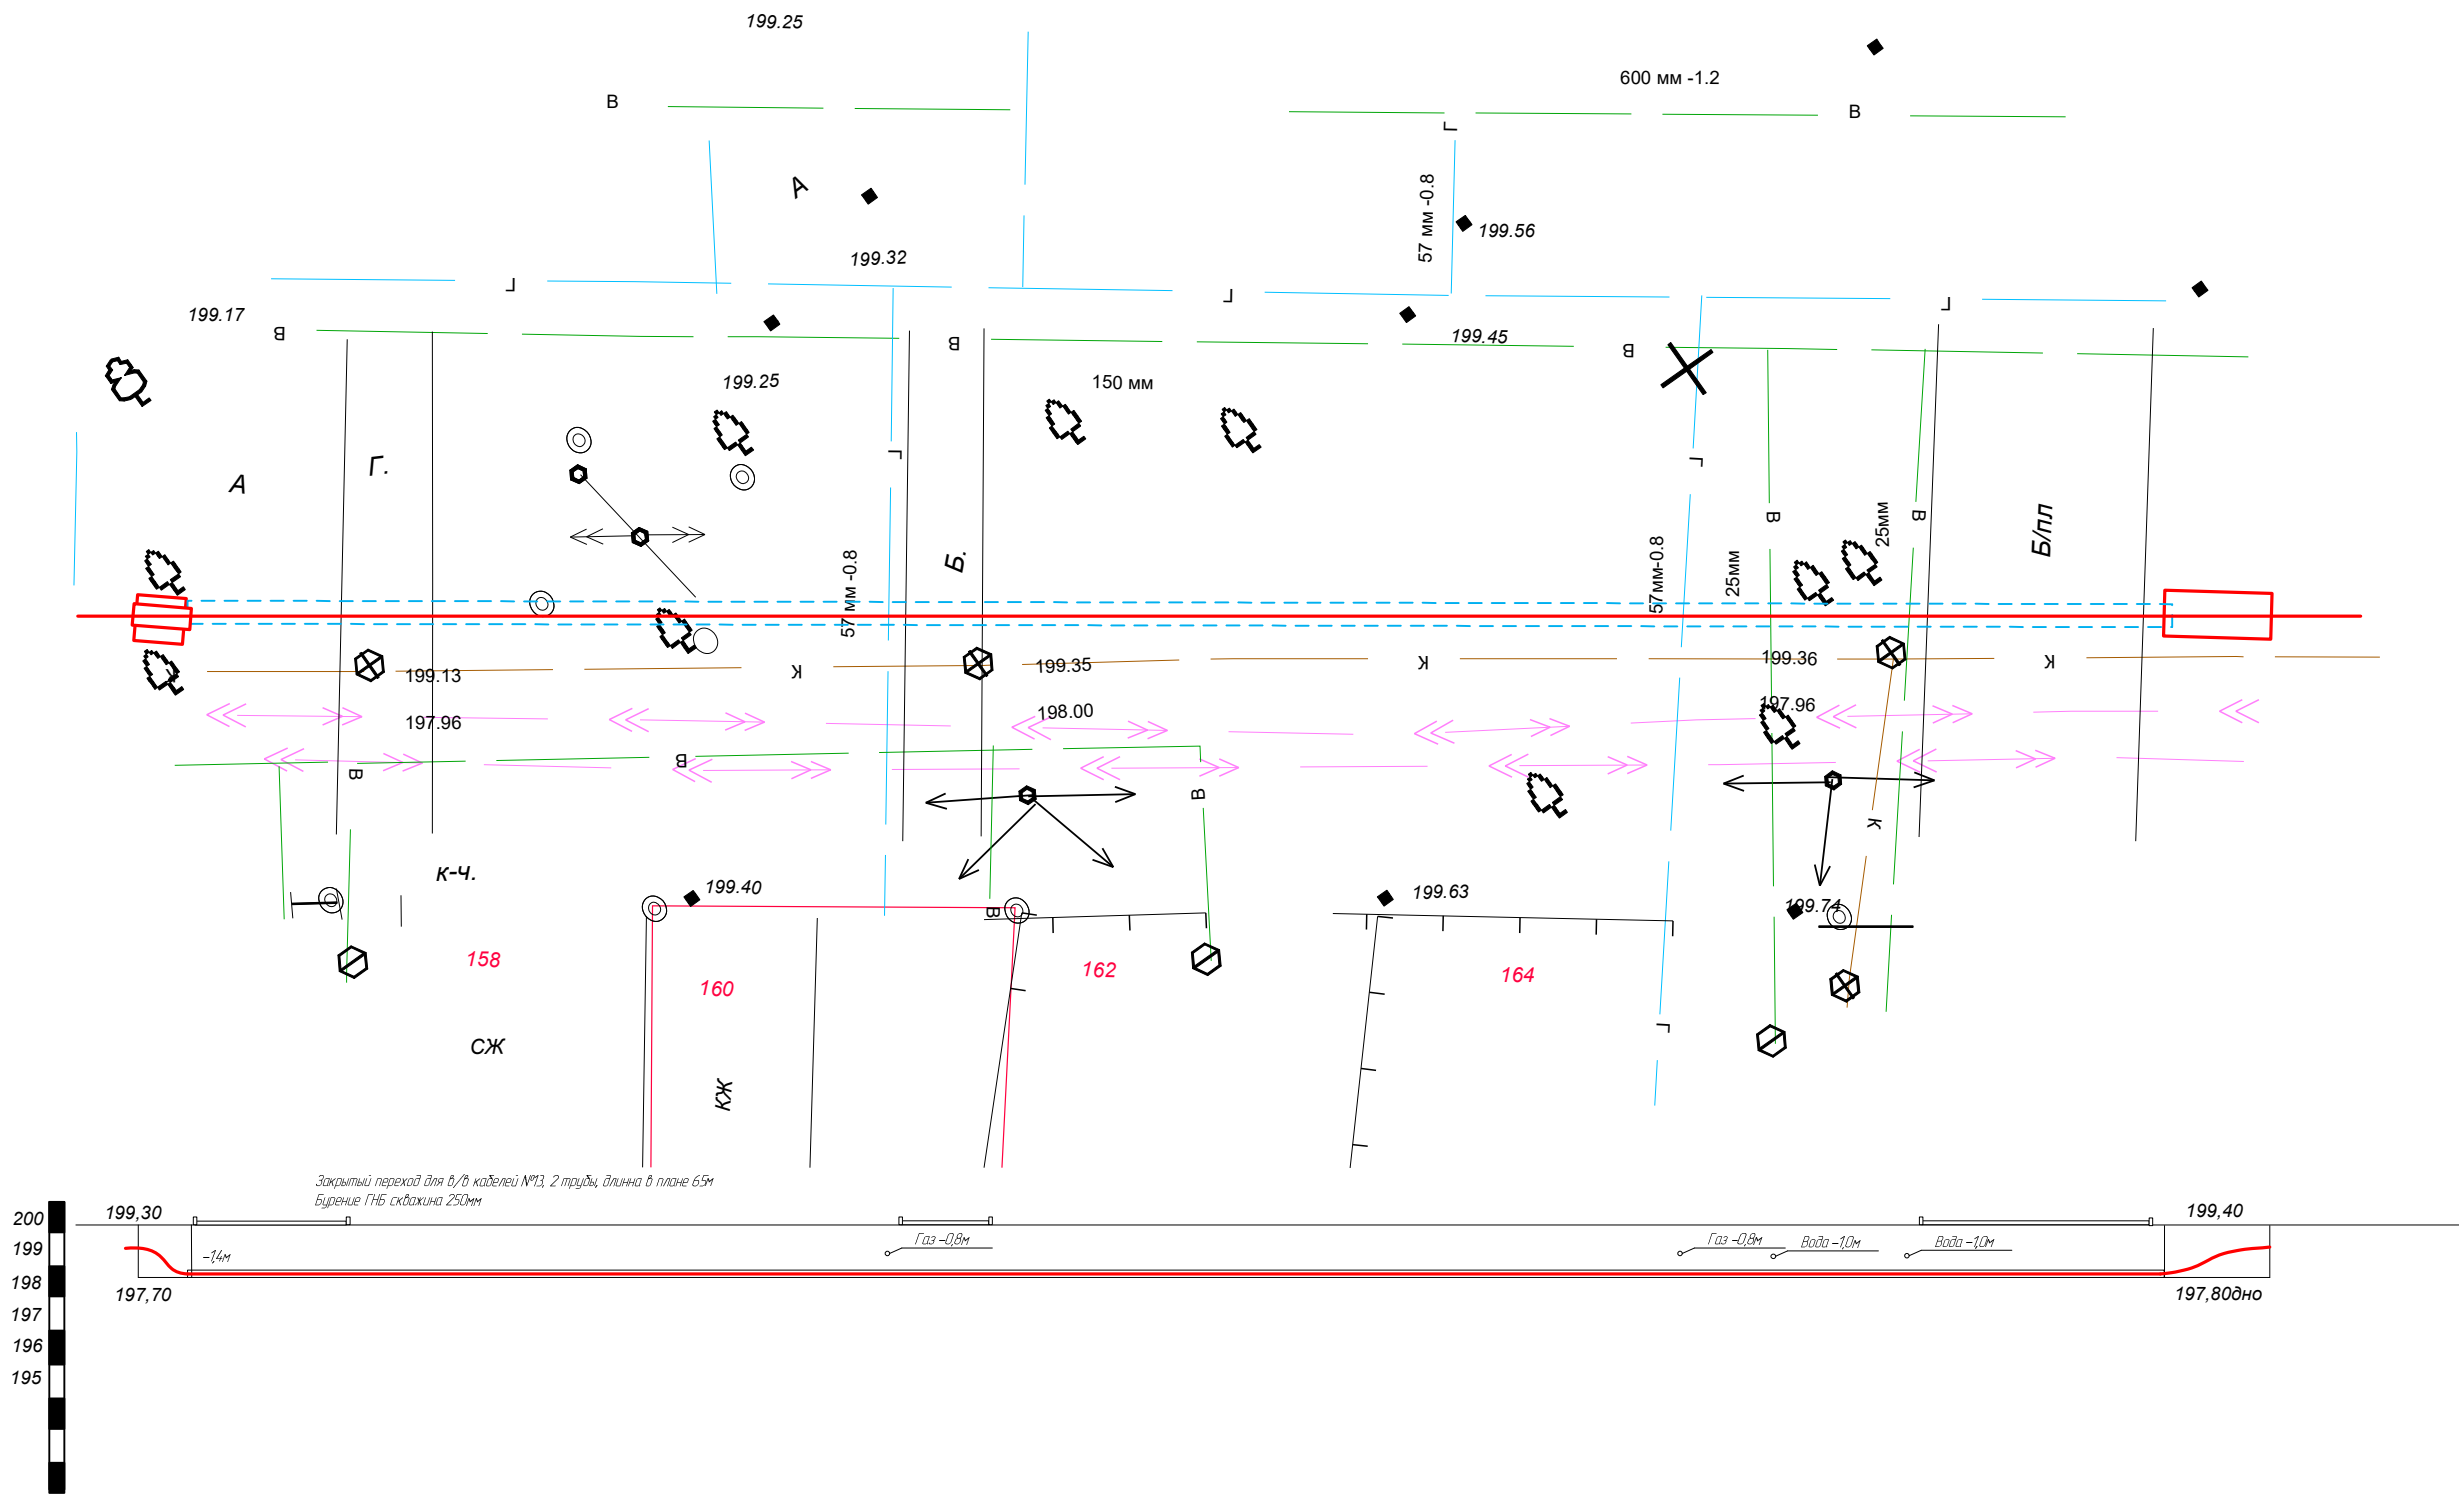 199.25
600 мм -1.2
В
В
Г
А
57 мм -0.8
199.56
199.32
Г
Г
Г
199.17
В
В
199.45
В
199.25
150 мм
Г.
А
Г
Г
В
25мм
В
Б/пл
Б.
57 мм -0.8
57мм-0.8
25мм
К
199.35
К
199.36
К
199.13
197.96
198.00
197.96
В
В
В
К
к-ч.
199.40
199.63
В
199.74
158
160
162
164
Г
СЖ
КЖ
Закрытый переход для в/в кабелей №13, 2 трубы, длинна в плане 65м
Бурение ГНБ скважина 250мм
200
199,30
199,40
199
-1,4м
Газ -0,8м
Газ -0,8м
Вода -1,0м
Вода -1,0м
198
197,70
197,80дно
197
196
195